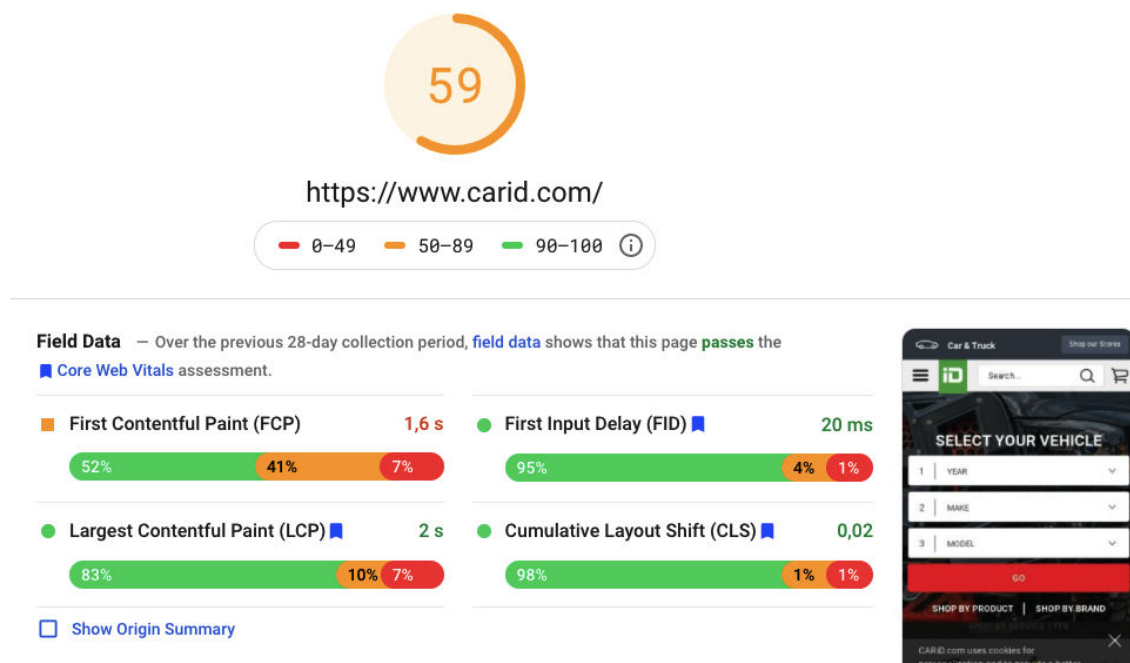 59
https://www.carid.com/
0–49 50–89 90–100
Field Data — Over the previous 28-day collection period, field data shows that this page passes the
Core Web Vitals assessment.
First Contentful Paint (FCP) 1,6 s
52% 41% 7%
First Input Delay (FID) 20 ms
95% 4% 1%
Largest Contentful Paint (LCP) 2 s
83% 10% 7%
Cumulative Layout Shift (CLS) 0,02
98% 1% 1%
Show Origin Summary
Car & Truck Shop our Stores
iD Search...
SELECT YOUR VEHICLE
1 YEAR
2 MAKE
3 MODEL
GO
SHOP BY PRODUCT | SHOP BY BRAND
SHOP BY SERVICE TYPE
CARiD.com uses cookies for